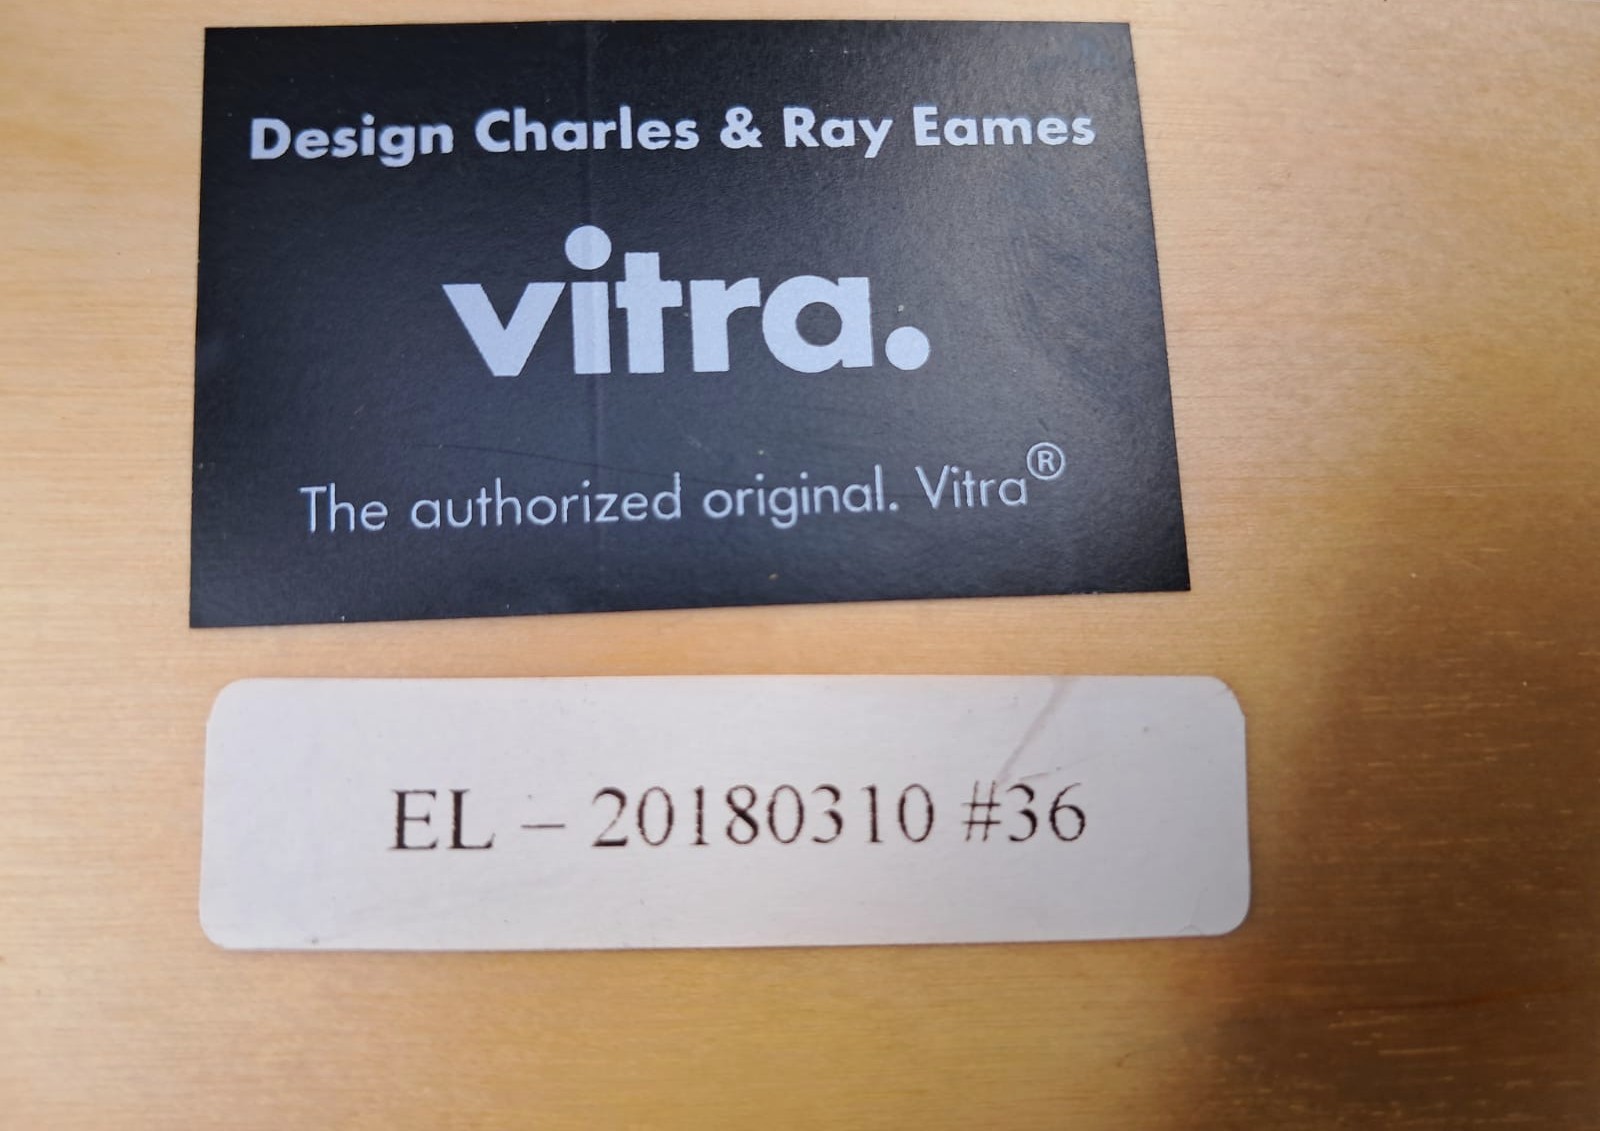 Design Charles & Ray Eames
vitra.
The authorized original. Vitra®
EL – 20180310 #36